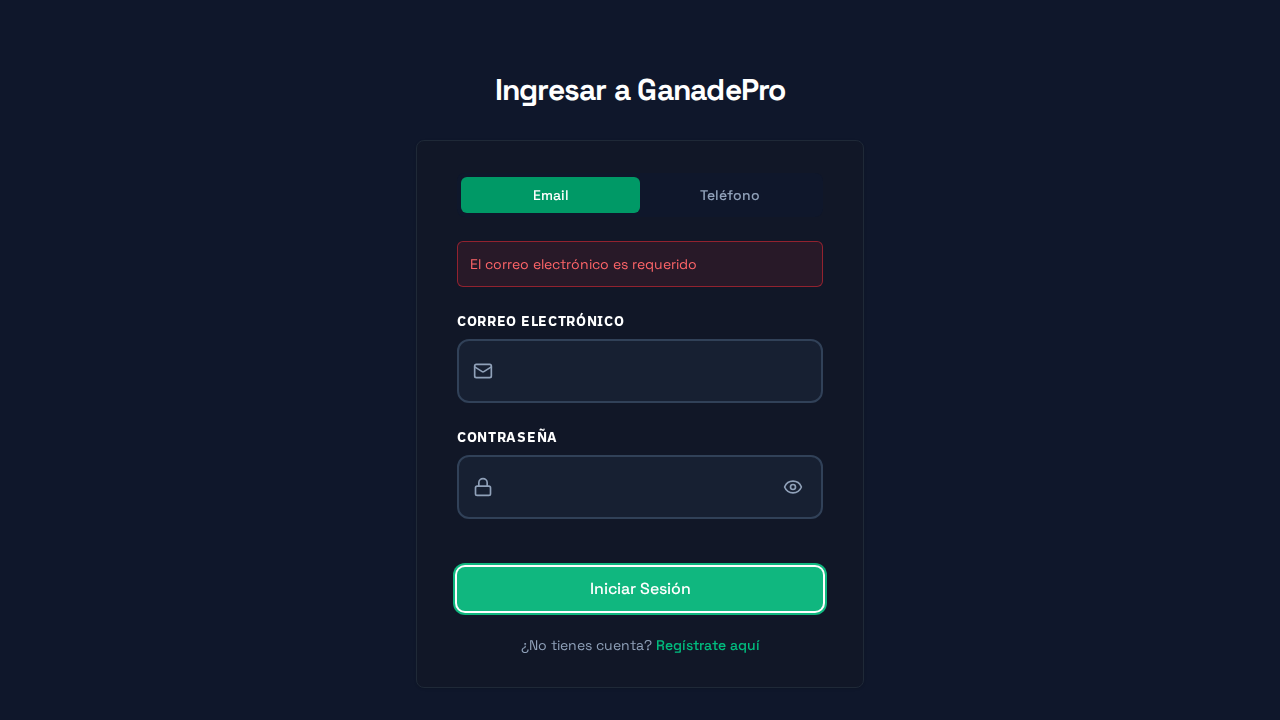 Ingresar a GanadePro
Email
Teléfono
El correo electrónico es requerido
CORREO ELECTRÓNICO
CONTRASEÑA
Iniciar Sesión
¿No tienes cuenta? Regístrate aquí